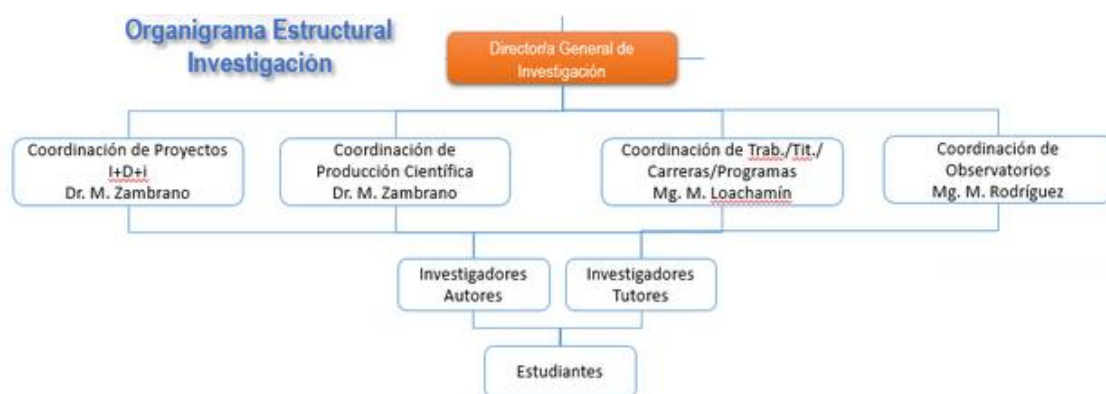 Organigrama Estructural
Investigación
Director/a General de
Investigación
Coordinación de Proyectos
I+D+i
Dr. M. Zambrano
Coordinación de
Producción Científica
Dr. M. Zambrano
Coordinación de Trab./Tit./
Carreras/Programas
Mg. M. Loachamín
Coordinación de
Observatorios
Mg. M. Rodríguez
Investigadores
Autores
Investigadores
Tutores
Estudiantes